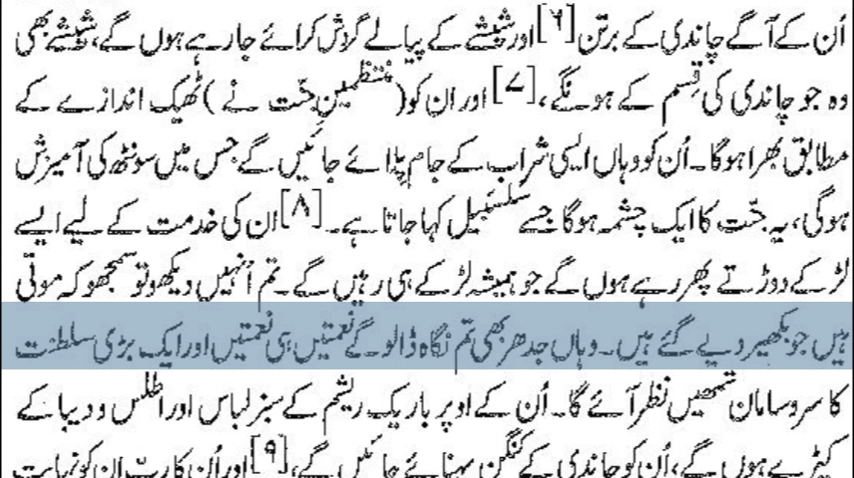 اُن کے آگے چاندی کے برتن[۶] اور شیشے کے پیالے گردش کرائے جا رہے ہوں گے، شیشے بھی
وہ جو چاندی کی قِسم کے ہونگے،[۷] اور ان کو (منتظمینِ جنّت نے) ٹھیک اندازے کے
مطابق بھرا ہوگا۔ اُن کو وہاں ایسی شراب کے جام پلائے جائیں گے جس میں سونٹھ کی آمیزش
ہوگی، یہ جنّت کا ایک چشمہ ہوگا جسے سلسبیل کہا جاتا ہے۔[۸] ان کی خدمت کے لیے ایسے
لڑکے دوڑتے پھر رہے ہوں گے جو ہمیشہ لڑکے ہی رہیں گے۔ تم اُنہیں دیکھو تو سمجھو کہ موتی
ہیں جو بکھیر دیے گئے ہیں۔ وہاں جدھر بھی تم نگاہ ڈالو گے نعمتیں ہی نعمتیں اور ایک بڑی سلطنت
کا سروسامان تمھیں نظر آئے گا۔ اُن کے اوپر باریک ریشم کے سبز لباس اور اطلس و دیبا کے
کپڑے ہوں گے، اُن کو چاندی کے کنگن پہنائے جائیں گے،[۹] اور اُن کا ربّ ان کو نہایت